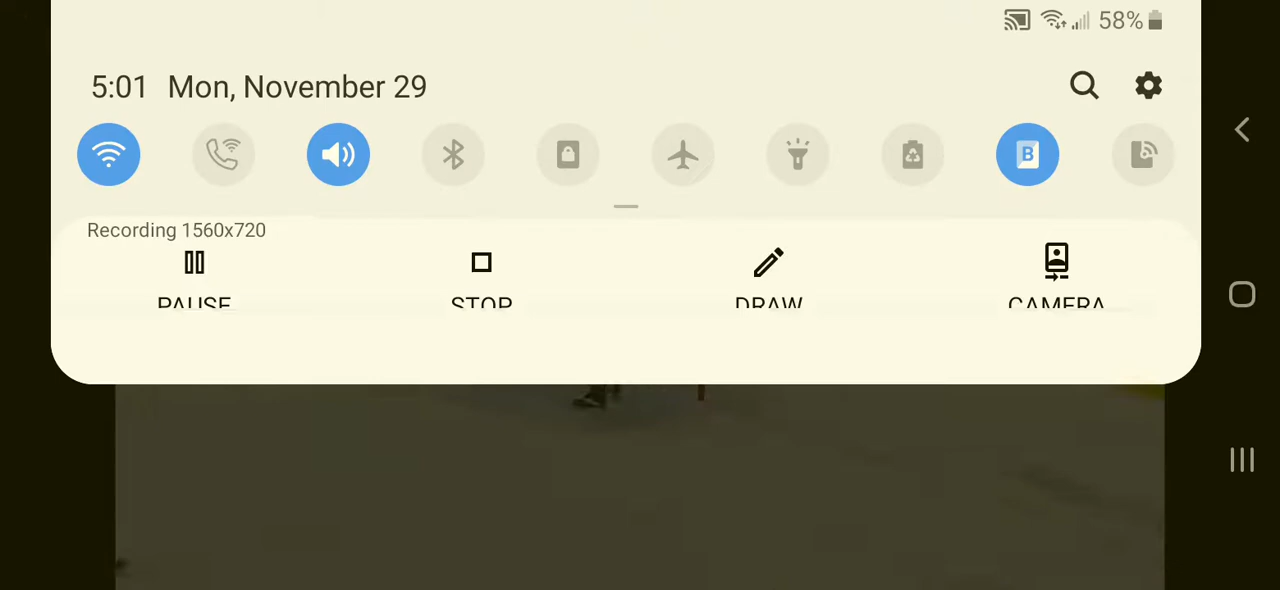 58%
5:01 Mon, November 29
B
Recording 1560x720
PAUSE STOP DRAW CAMERA